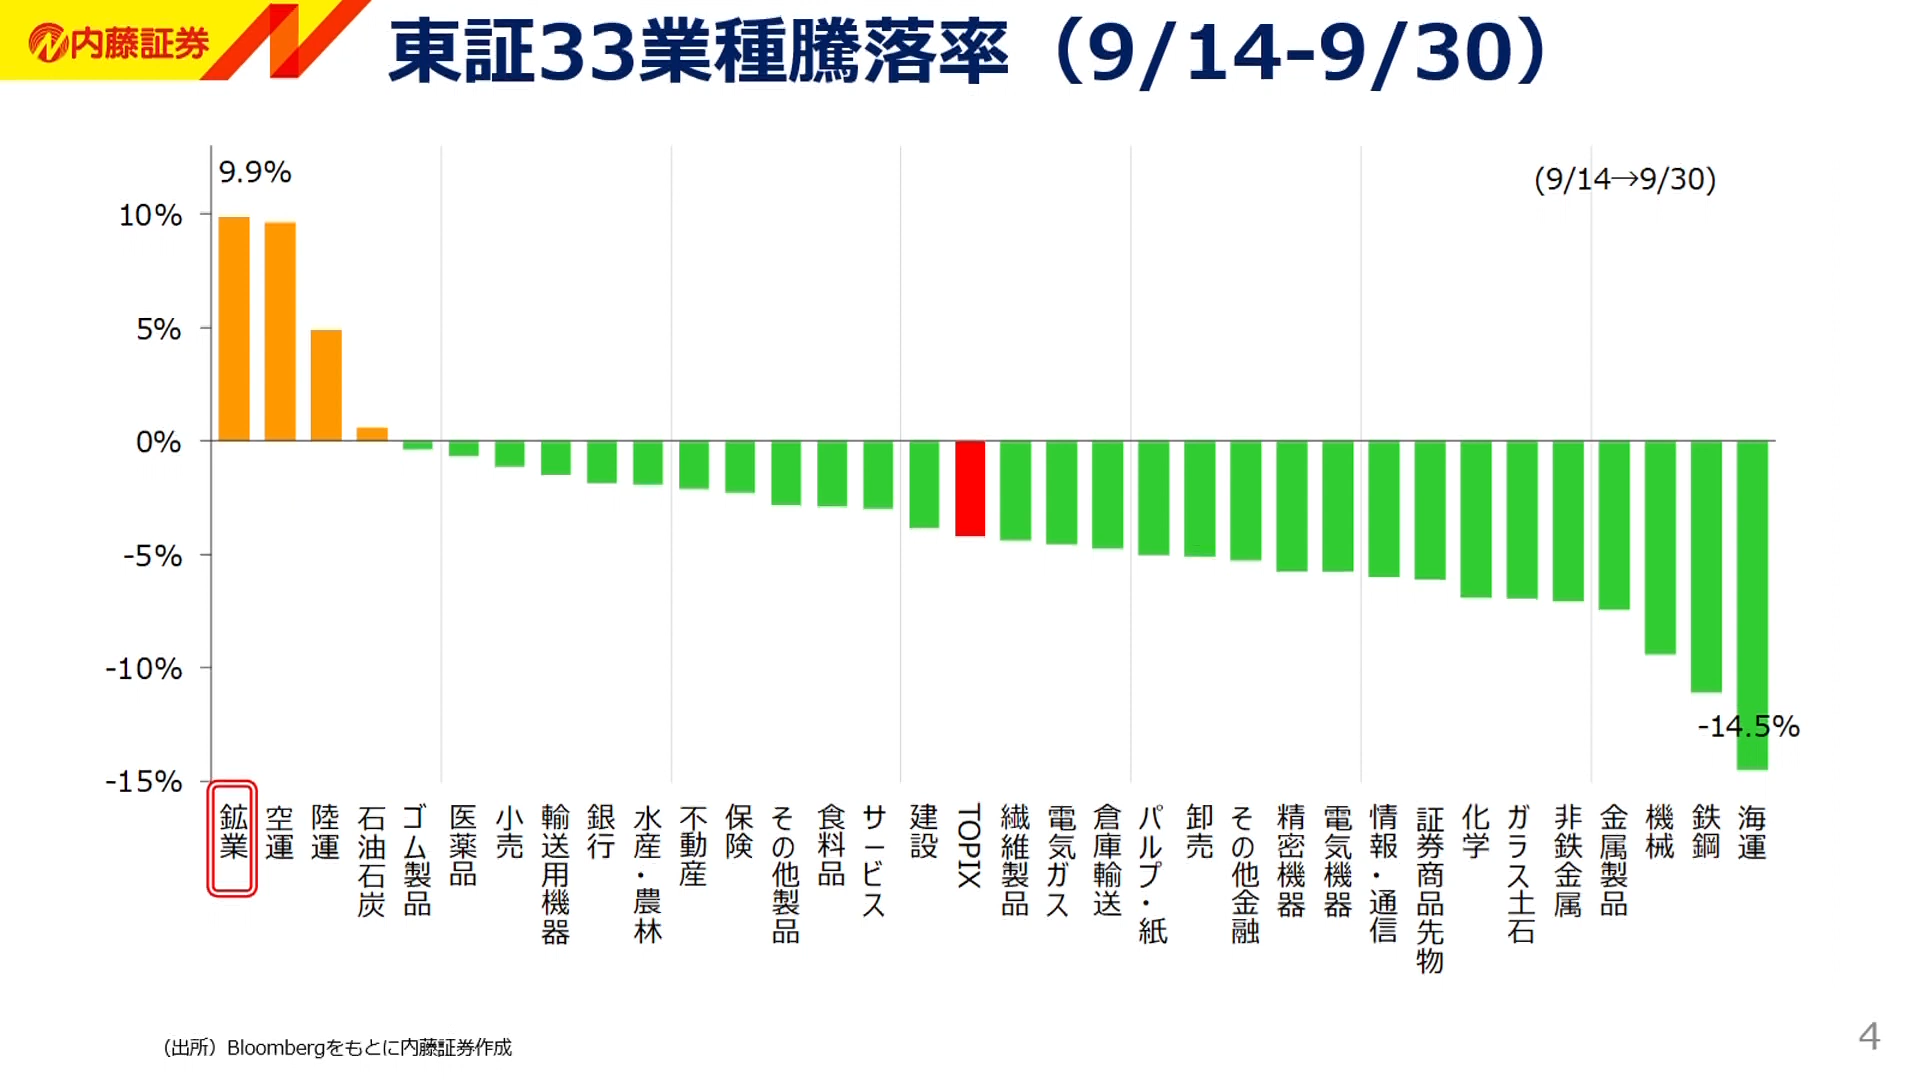 内藤証券
東証33業種騰落率（9/14-9/30）
9.9%
(9/14→9/30)
10%
5%
0%
-5%
-10%
-15%
-14.5%
鉱業
空運
陸運
石油石炭
ゴム製品
医薬品
小売
輸送用機器
銀行
水産・農林
不動産
保険
その他製品
食料品
サービス
建設
TOPIX
繊維製品
電気ガス
倉庫輸送
パルプ・紙
卸売
その他金融
精密機器
電気機器
情報・通信
証券商品先物
化学
ガラス土石
非鉄金属
金属製品
機械
鉄鋼
海運
（出所）Bloombergをもとに内藤証券作成
4